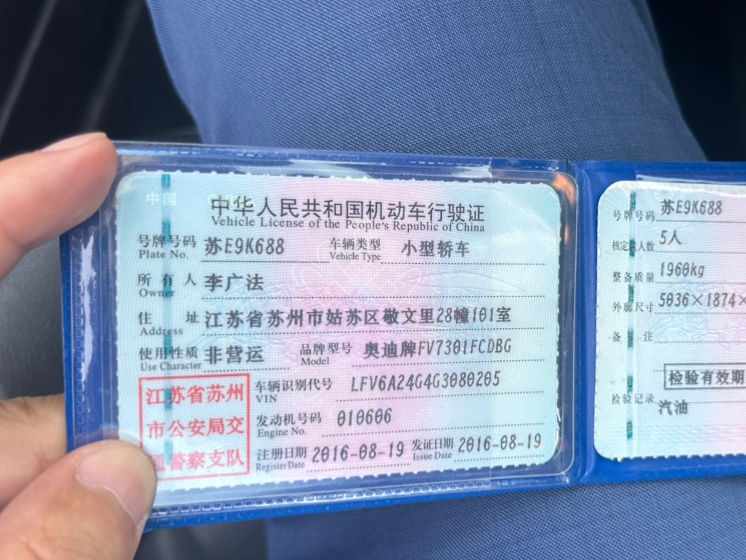 中国
中华人民共和国机动车行驶证
Vehicle License of the People's Republic of China
号牌号码 苏E9K688 车辆类型 小型轿车
Plate No. Vehicle Type
所有人 李广法
Owner
住址 江苏省苏州市姑苏区敬文里28幢101室
Address
使用性质 非营运 品牌型号 奥迪牌FV7301FCDBG
Use Character Model
江苏省苏州
市公安局交
通警察支队
车辆识别代号 LFV6A24G4G3080205
VIN
发动机号码 010606
Engine No.
注册日期 2016-08-19 发证日期 2016-08-19
Register Date Issue Date
号牌号码 苏E9K688
核定载人数 5人
整备质量 1960kg
外廓尺寸 5036×1874×
备注
检验有效期
检验记录
汽油